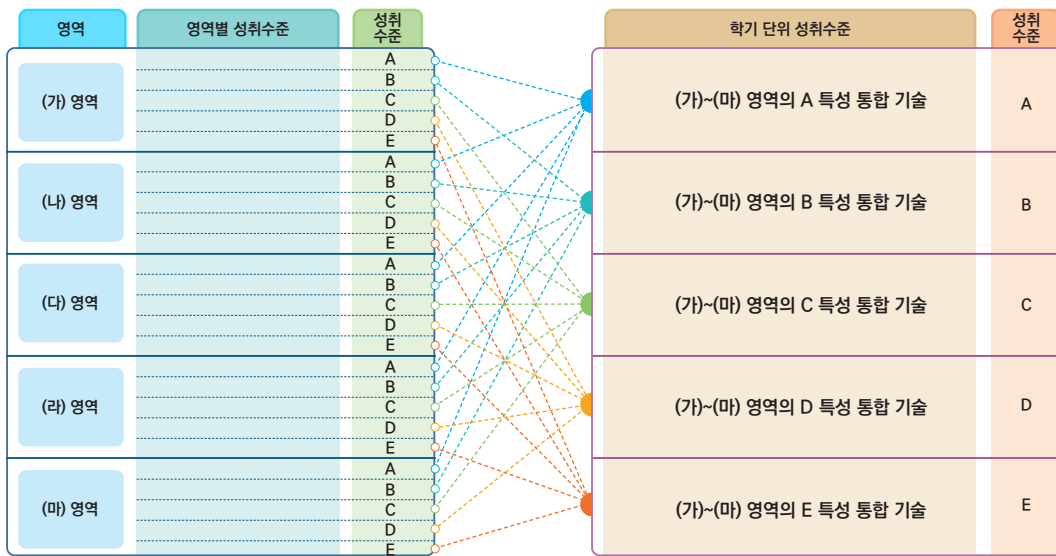 영역 영역별 성취수준 성취
수준
(가) 영역
A
B
C
D
E
(나) 영역
A
B
C
D
E
(다) 영역
A
B
C
D
E
(라) 영역
A
B
C
D
E
(마) 영역
A
B
C
D
E
학기 단위 성취수준 성취
수준
(가)~(마) 영역의 A 특성 통합 기술 A
(가)~(마) 영역의 B 특성 통합 기술 B
(가)~(마) 영역의 C 특성 통합 기술 C
(가)~(마) 영역의 D 특성 통합 기술 D
(가)~(마) 영역의 E 특성 통합 기술 E